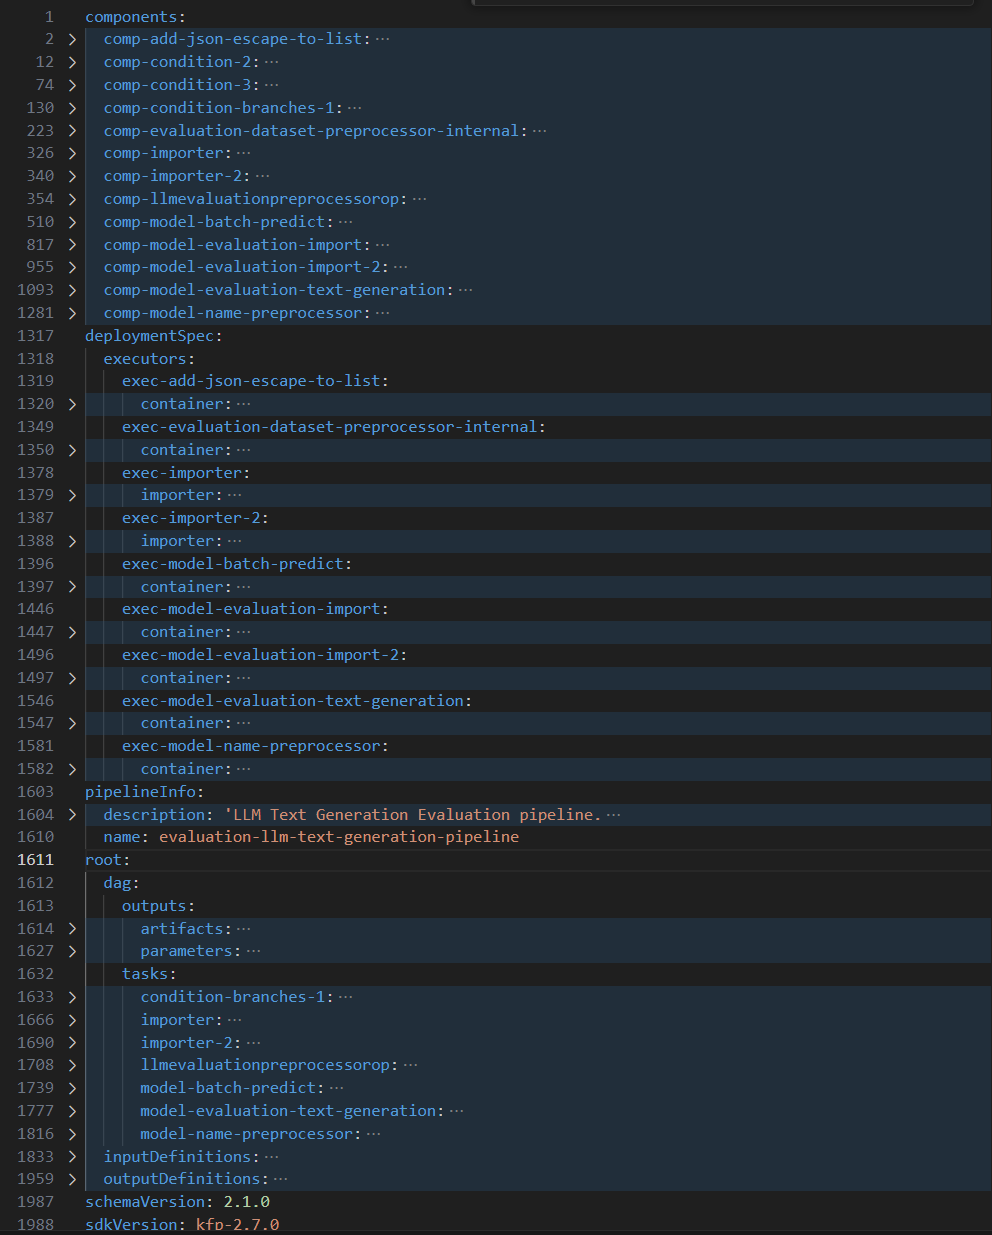 1 components:
2 > comp-add-json-escape-to-list: ···
12 > comp-condition-2: ···
74 > comp-condition-3: ···
130 > comp-condition-branches-1: ···
223 > comp-evaluation-dataset-preprocessor-internal: ···
326 > comp-importer: ···
340 > comp-importer-2: ···
354 > comp-llmevaluationpreprocessorop: ···
510 > comp-model-batch-predict: ···
817 > comp-model-evaluation-import: ···
955 > comp-model-evaluation-import-2: ···
1093 > comp-model-evaluation-text-generation: ···
1281 > comp-model-name-preprocessor: ···
1317 deploymentSpec:
1318 executors:
1319 exec-add-json-escape-to-list:
1320 > container: ···
1349 exec-evaluation-dataset-preprocessor-internal:
1350 > container: ···
1378 exec-importer:
1379 > importer: ···
1387 exec-importer-2:
1388 > importer: ···
1396 exec-model-batch-predict:
1397 > container: ···
1446 exec-model-evaluation-import:
1447 > container: ···
1496 exec-model-evaluation-import-2:
1497 > container: ···
1546 exec-model-evaluation-text-generation:
1547 > container: ···
1581 exec-model-name-preprocessor:
1582 > container: ···
1603 pipelineInfo:
1604 > description: 'LLM Text Generation Evaluation pipeline. ···
1610 name: evaluation-llm-text-generation-pipeline
1611 root:
1612 dag:
1613 outputs:
1614 > artifacts: ···
1627 > parameters: ···
1632 tasks:
1633 > condition-branches-1: ···
1666 > importer: ···
1690 > importer-2: ···
1708 > llmevaluationpreprocessorop: ···
1739 > model-batch-predict: ···
1777 > model-evaluation-text-generation: ···
1816 > model-name-preprocessor: ···
1833 > inputDefinitions: ···
1959 > outputDefinitions: ···
1987 schemaVersion: 2.1.0
1988 sdkVersion: kfp-2.7.0